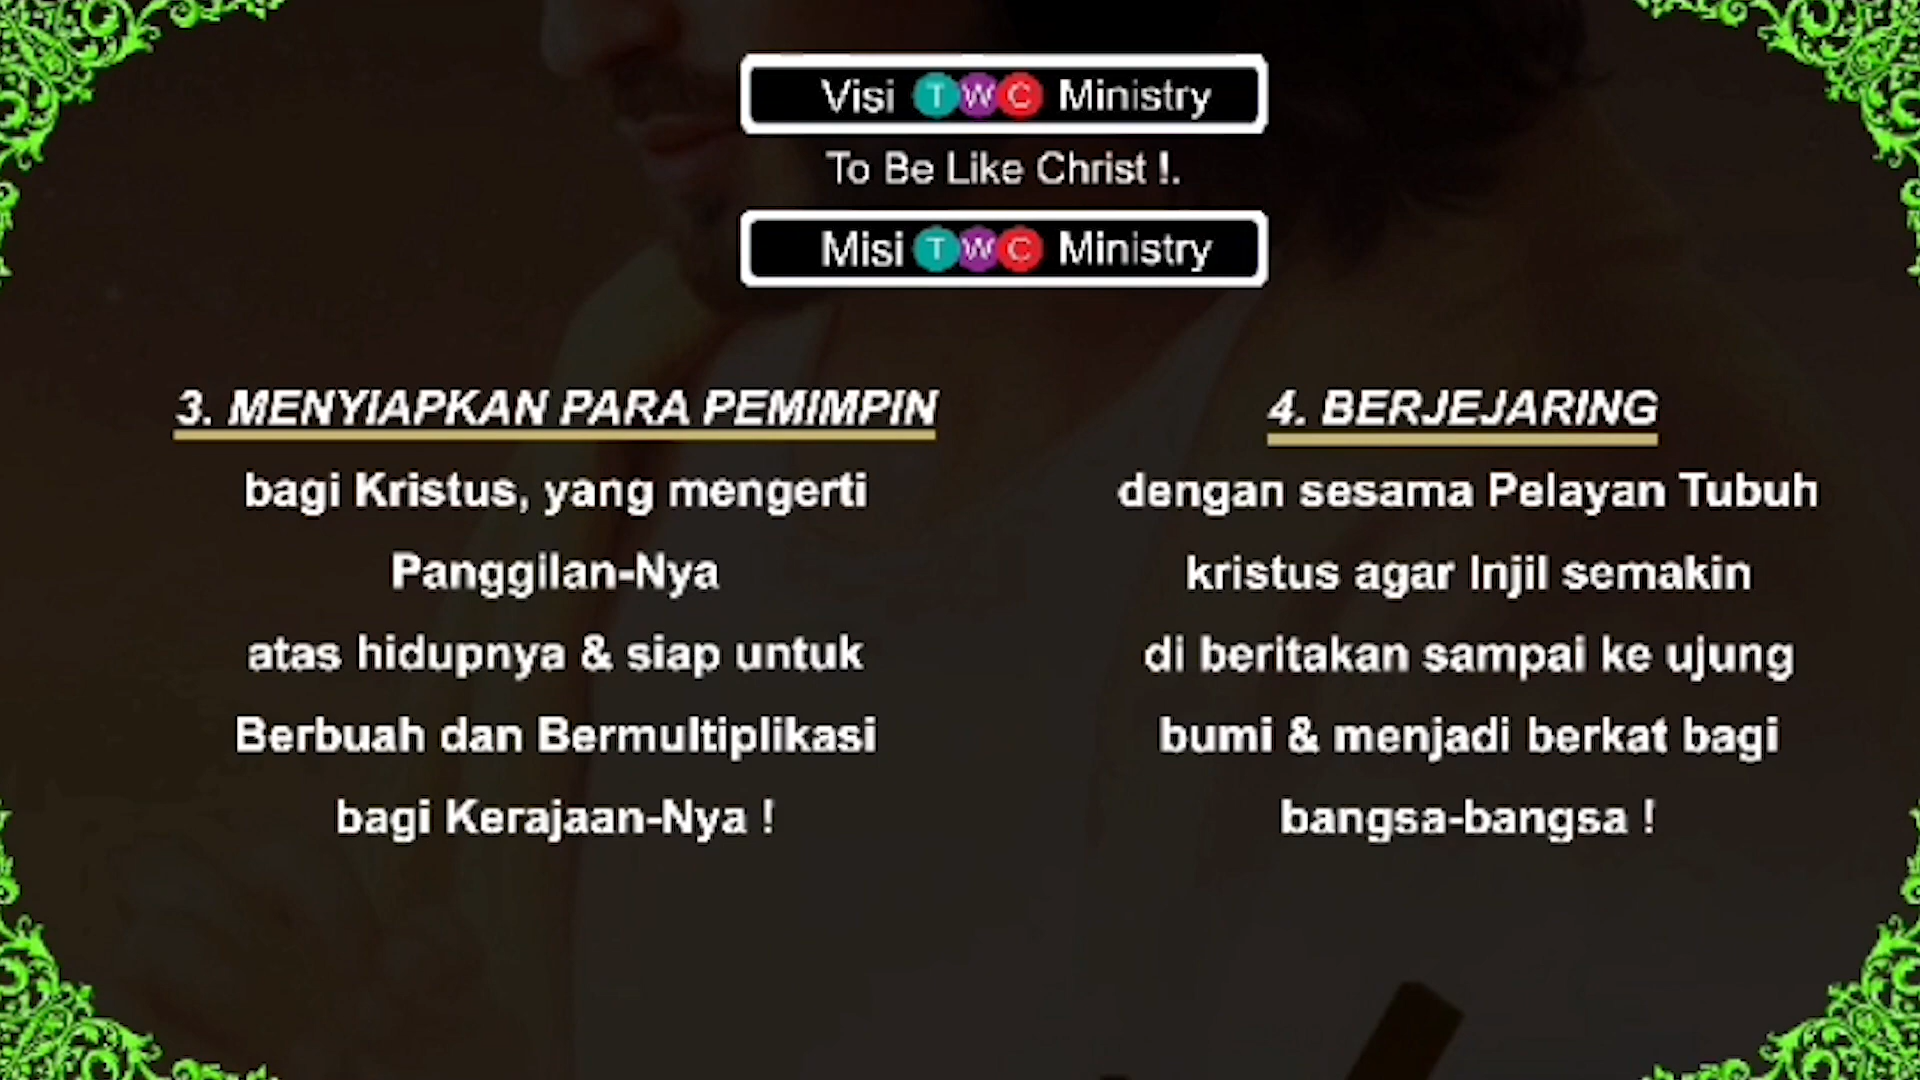 Visi TWC Ministry
To Be Like Christ !.
Misi TWC Ministry
3. MENYIAPKAN PARA PEMIMPIN
bagi Kristus, yang mengerti
Panggilan-Nya
atas hidupnya & siap untuk
Berbuah dan Bermultiplikasi
bagi Kerajaan-Nya !
4. BERJEJARING
dengan sesama Pelayan Tubuh
kristus agar Injil semakin
di beritakan sampai ke ujung
bumi & menjadi berkat bagi
bangsa-bangsa !